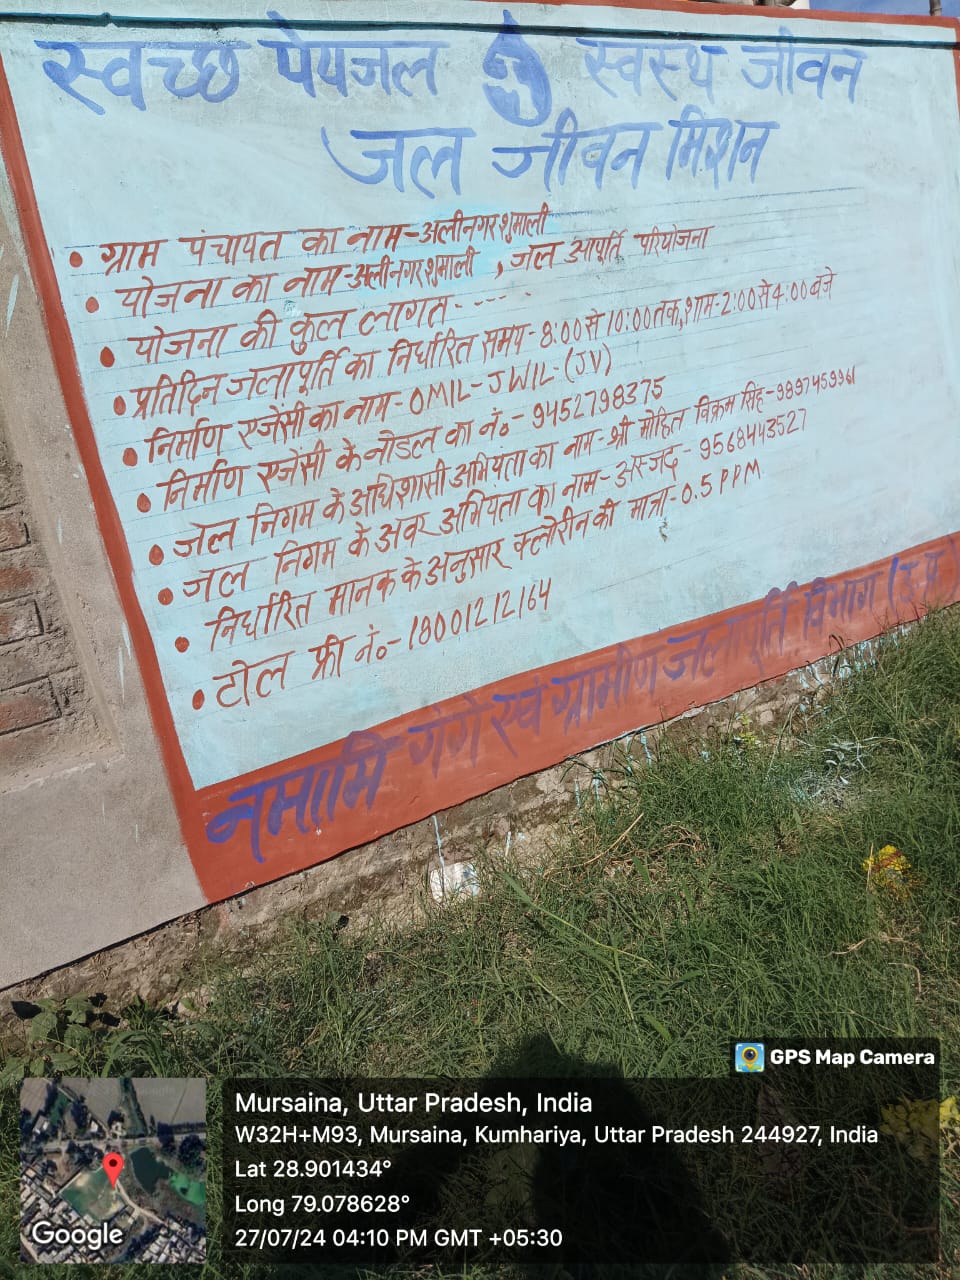 स्वच्छ पेयजल स्वस्थ जीवन
जल जीवन मिशन
• ग्राम पंचायत का नाम-अलीनगर शुमाली
• योजना का नाम-अलीनगर शुमाली, जल आपूर्ति परियोजना
• योजना की कुल लागत-----
• प्रतिदिन जलापूर्ति का निर्धारित समय-8:00 से 10:00 तक, शाम-2:00 से 4:00 बजे
• निर्माण एजेंसी का नाम-OMIL-JWIL-(JV)
• निर्माण एजेंसी के नोडल का नं०-9452798375
• जल निगम के अधिशासी अभियंता का नाम-श्री मोहित विक्रम सिंह-9897459961
• जल निगम के अवर अभियंता का नाम-अस्जद-9568443527
• निर्धारित मानक के अनुसार क्लोरीन की मात्रा-0.5 PPM
• टोल फ्री नं०-18001212164
नमामि गंगे एवं ग्रामीण जलापूर्ति विभाग (उ.प्र.)
GPS Map Camera
Mursaina, Uttar Pradesh, India
W32H+M93, Mursaina, Kumhariya, Uttar Pradesh 244927, India
Lat 28.901434°
Long 79.078628°
27/07/24 04:10 PM GMT +05:30
Google